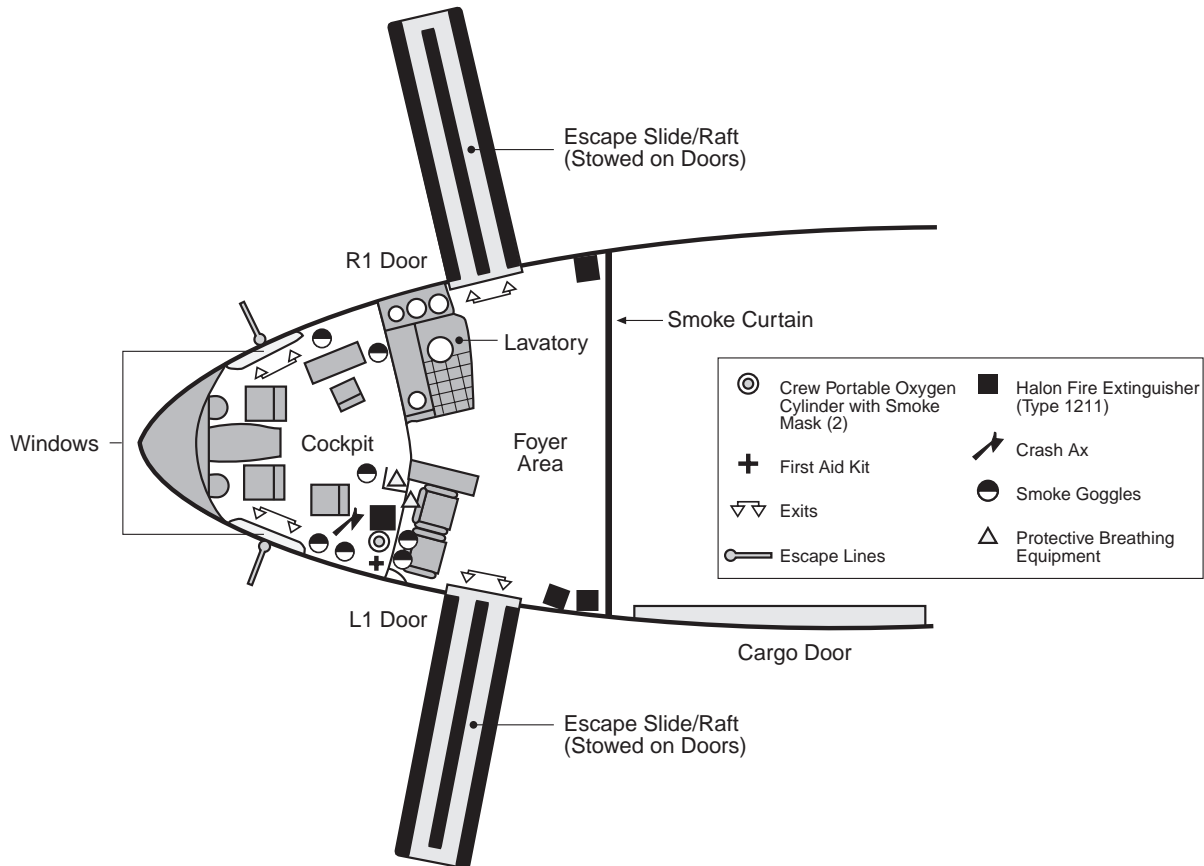 Escape Slide/Raft
(Stowed on Doors)
R1 Door
Smoke Curtain
Lavatory
Windows
Cockpit
Foyer
Area
Crew Portable Oxygen
Cylinder with Smoke
Mask (2)
First Aid Kit
Exits
Escape Lines
Halon Fire Extinguisher
(Type 1211)
Crash Ax
Smoke Goggles
Protective Breathing
Equipment
L1 Door
Cargo Door
Escape Slide/Raft
(Stowed on Doors)